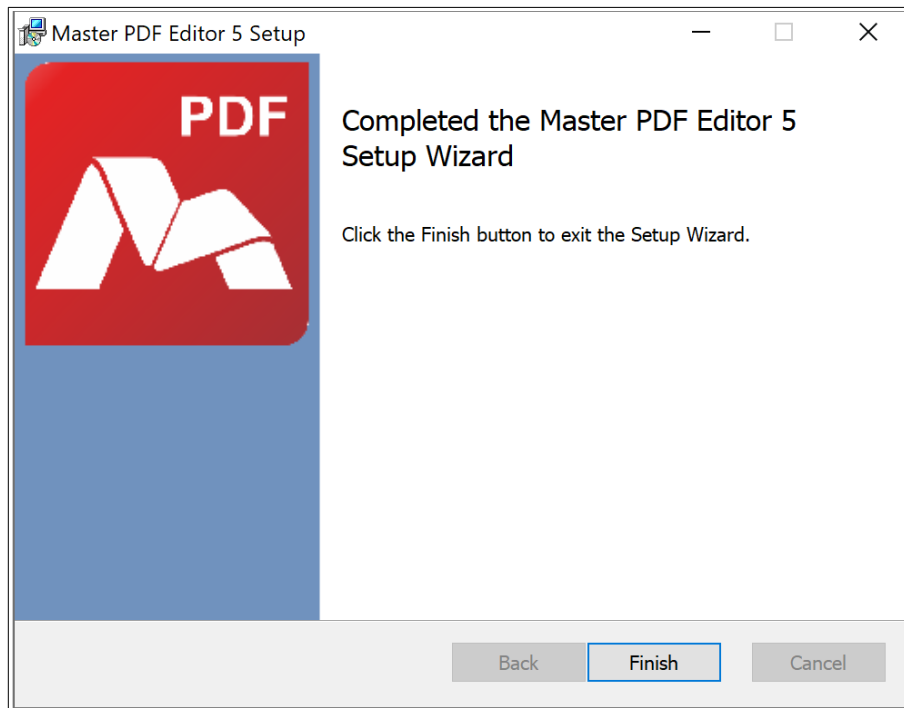 Master PDF Editor 5 Setup
PDF
Completed the Master PDF Editor 5
Setup Wizard
Click the Finish button to exit the Setup Wizard.
Back
Finish
Cancel